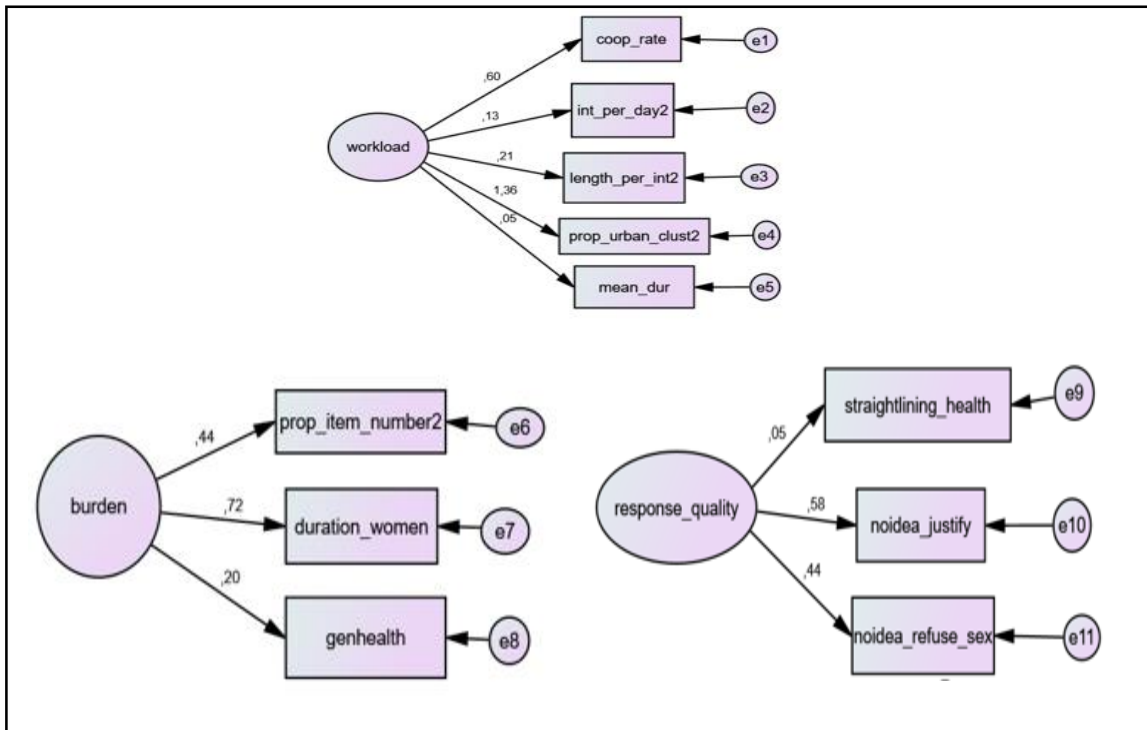 coop_rate
e1
,60
int_per_day2
e2
,13
workload
,21
length_per_int2
e3
1,36
prop_urban_clust2
e4
,05
mean_dur
e5
prop_item_number2
e6
,44
burden
,72
duration_women
e7
,20
genhealth
e8
straightlining_health
e9
,05
response_quality
,58
noidea_justify
e10
,44
noidea_refuse_sex
e11